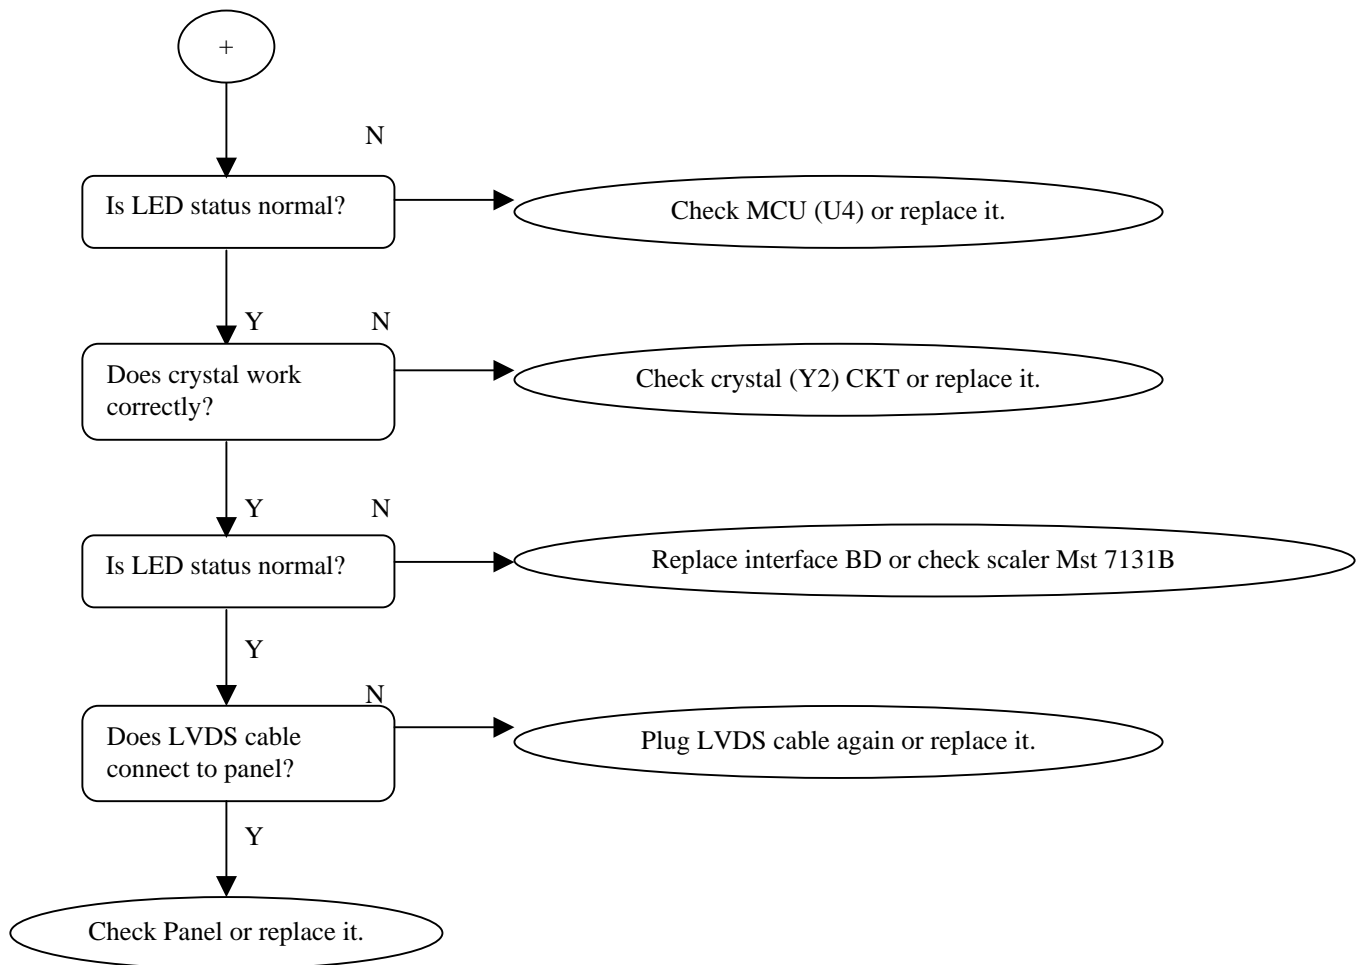 +
N
Is LED status normal?
Check MCU (U4) or replace it.
Y
N
Does crystal work
correctly?
Check crystal (Y2) CKT or replace it.
Y
N
Is LED status normal?
Replace interface BD or check scaler Mst 7131B
Y
N
Does LVDS cable
connect to panel?
Plug LVDS cable again or replace it.
Y
Check Panel or replace it.